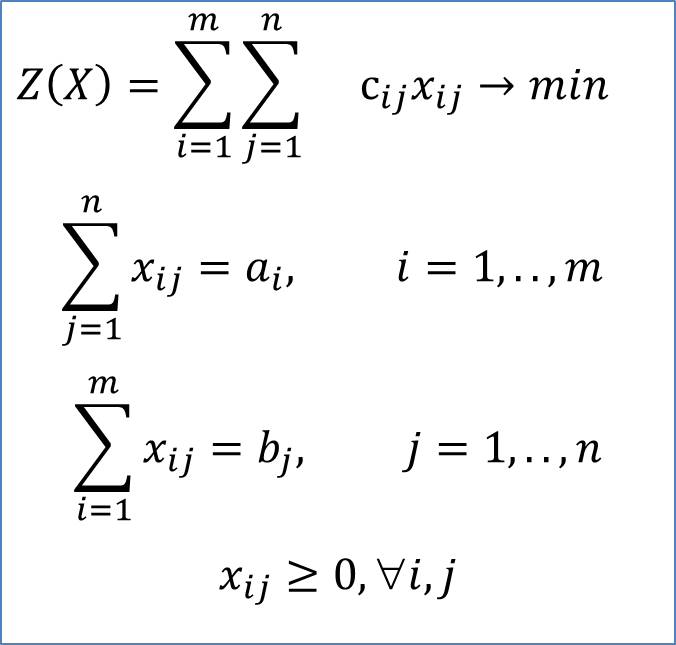 Z(X) = ∑_{i=1}^{m} ∑_{j=1}^{n} c_{ij}x_{ij} → min
∑_{j=1}^{n} x_{ij} = a_i, i = 1,..,m
∑_{i=1}^{m} x_{ij} = b_j, j = 1,..,n
x_{ij} ≥ 0, ∀i,j